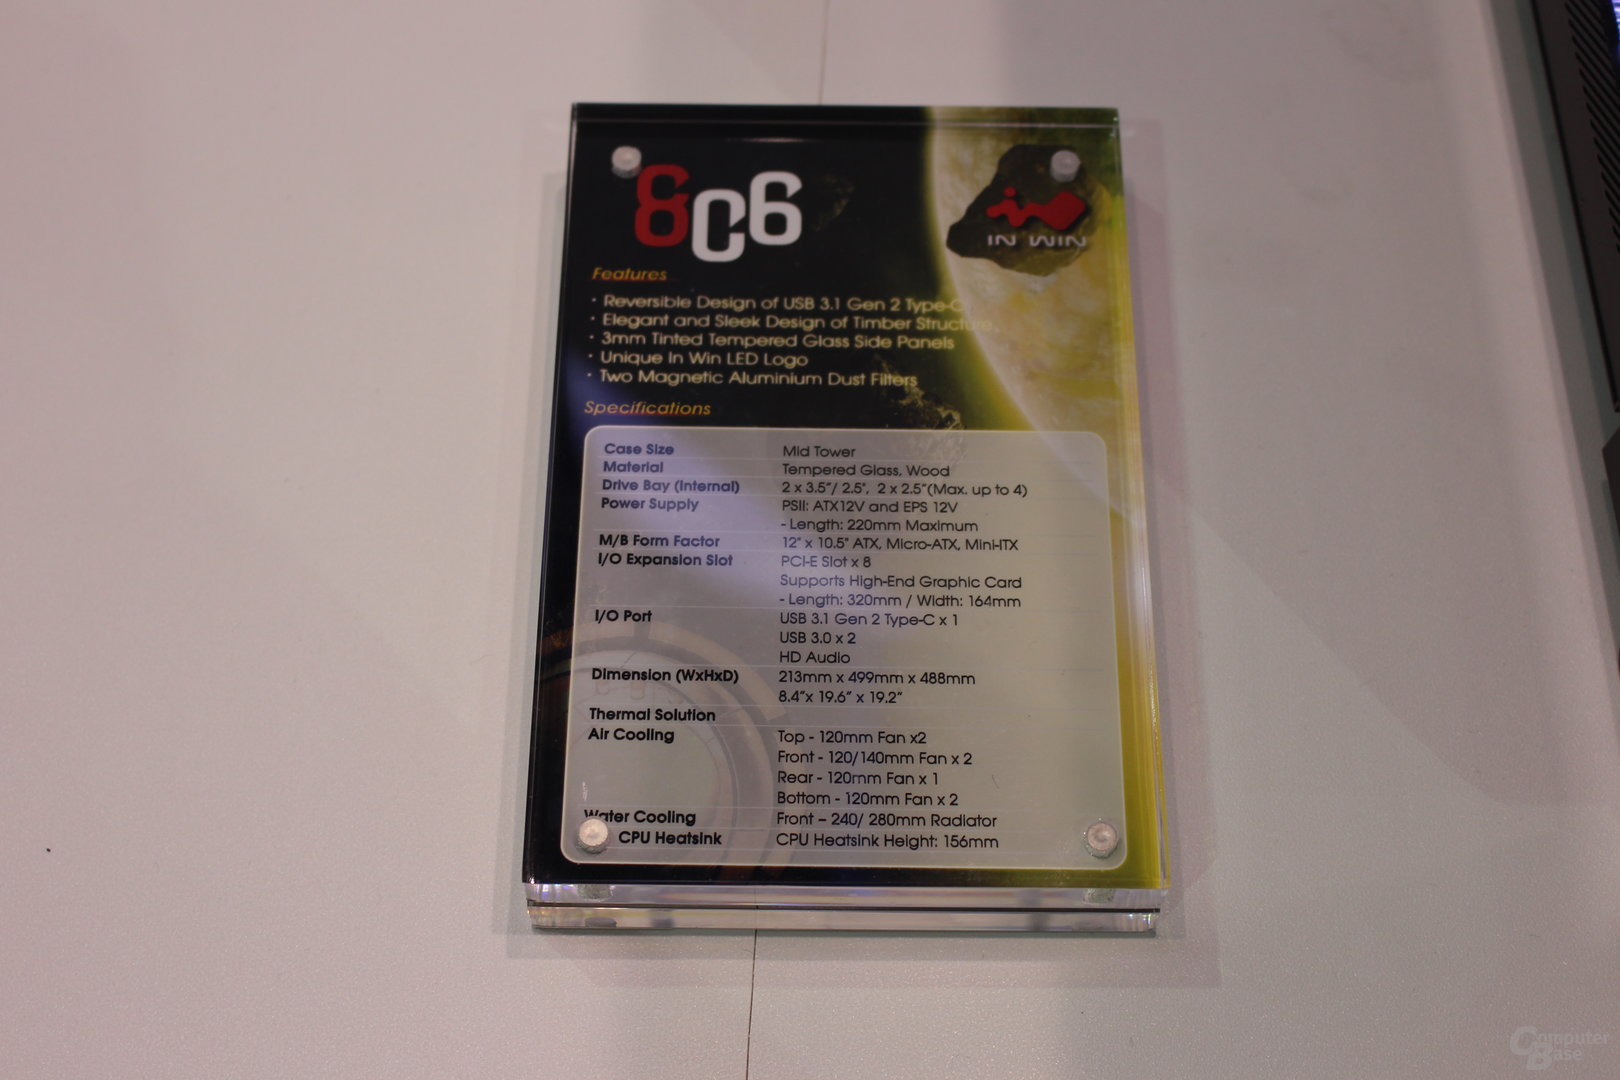 806
IN WIN
Features
· Reversible Design of USB 3.1 Gen 2 Type-C
· Elegant and Sleek Design of Timber Structure.
· 3mm Tinted Tempered Glass Side Panels
· Unique In Win LED Logo
· Two Magnetic Aluminium Dust Filters
Specifications
Case Size Mid Tower
Material Tempered Glass, Wood
Drive Bay (Internal) 2 x 3.5"/ 2.5", 2 x 2.5"(Max. up to 4)
Power Supply PSII: ATX12V and EPS 12V
- Length: 220mm Maximum
M/B Form Factor 12" x 10.5" ATX, Micro-ATX, Mini-ITX
I/O Expansion Slot PCI-E Slot x 8
Supports High-End Graphic Card
- Length: 320mm / Width: 164mm
I/O Port USB 3.1 Gen 2 Type-C x 1
USB 3.0 x 2
HD Audio
Dimension (WxHxD) 213mm x 499mm x 488mm
8.4"x 19.6" x 19.2"
Thermal Solution
Air Cooling Top - 120mm Fan x2
Front - 120/140mm Fan x 2
Rear - 120mm Fan x 1
Bottom - 120mm Fan x 2
Water Cooling Front – 240/ 280mm Radiator
CPU Heatsink CPU Heatsink Height: 156mm
ComputerBase